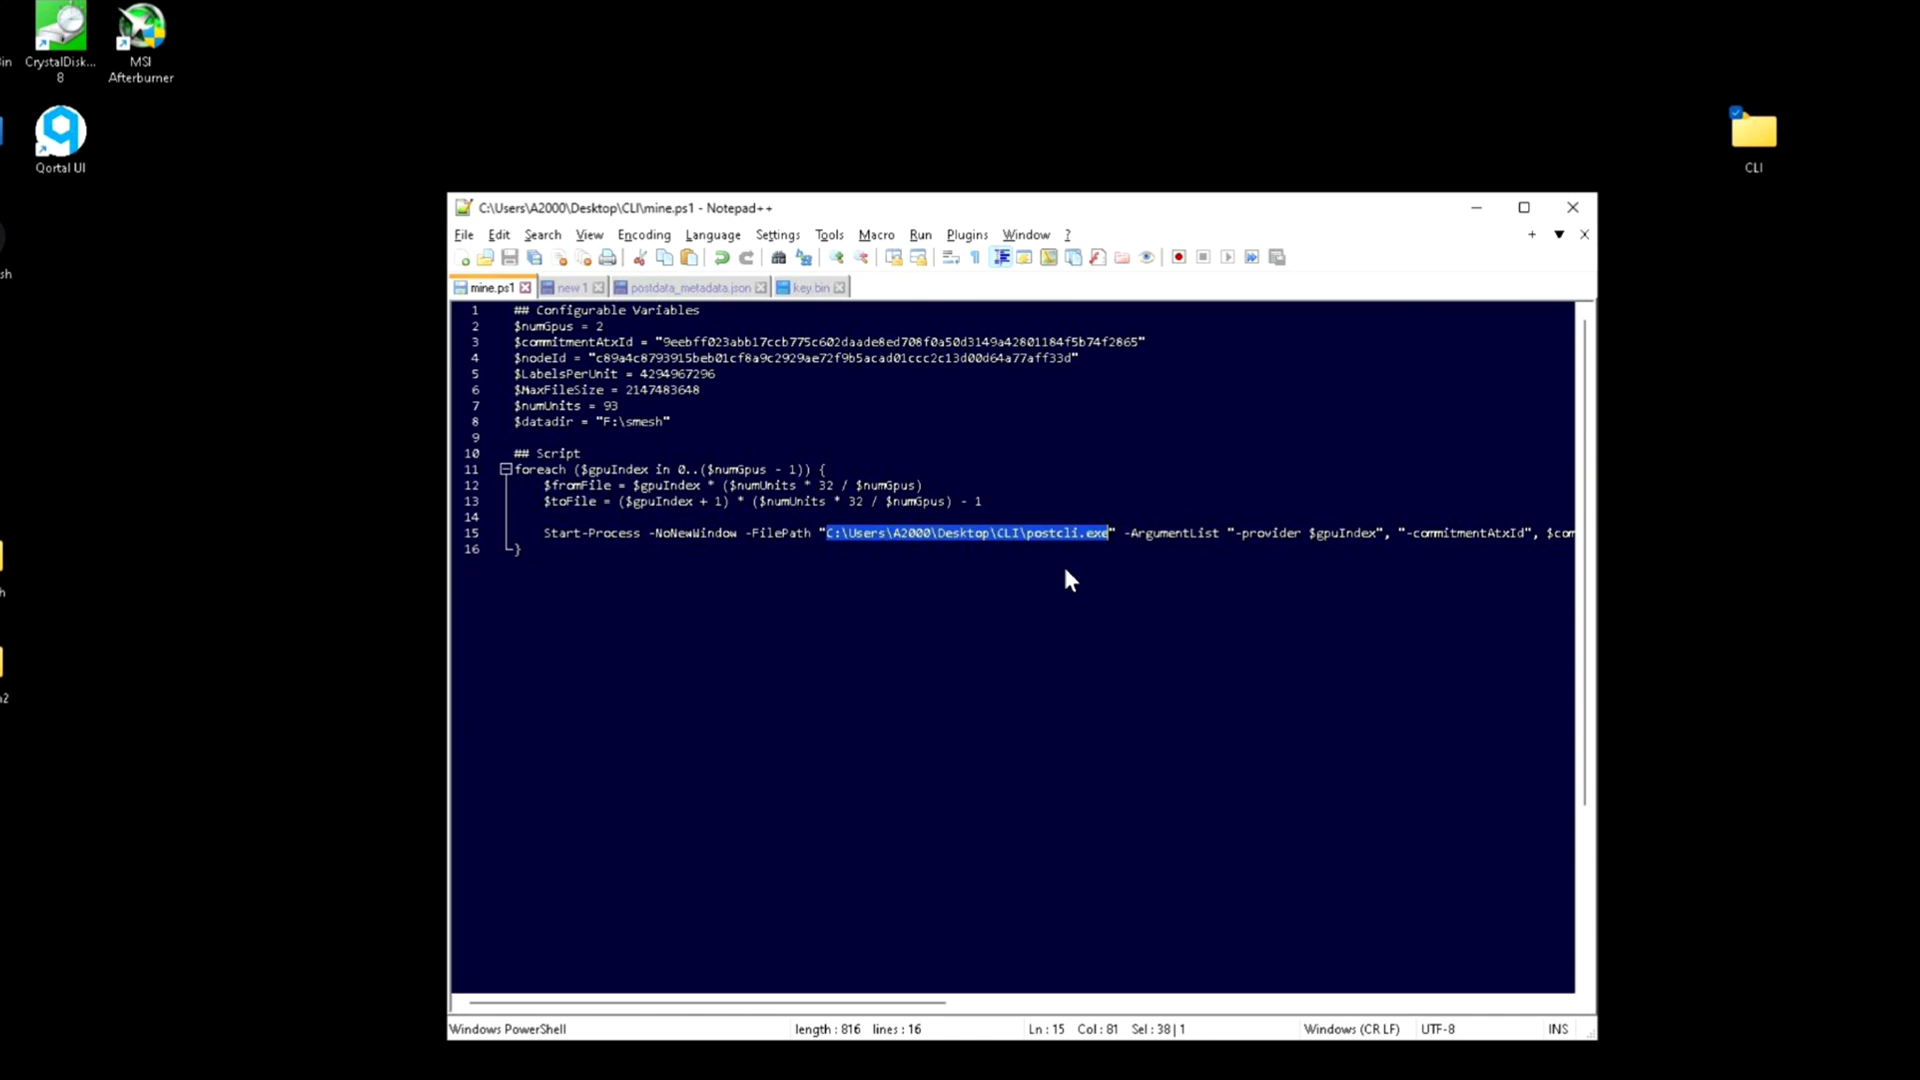 in
CrystalDisk...
8
MSI
Afterburner
Qortal UI
sh
h
a2
CLI
C:\Users\A2000\Desktop\CLI\mine.ps1 - Notepad++
File Edit Search View Encoding Language Settings Tools Macro Run Plugins Window ?
mine.ps1 new 1 postdata_metadata.json key.bin
1 ## Configurable Variables
2 $numGpus = 2
3 $commitmentAtxId = "9eebff023abb17ccb775c602daade8ed708f0a50d3149a42801184f5b74f2865"
4 $nodeId = "c89a4c8793915beb01cf8a9c2929ae72f9b5acad01ccc2c13d00d64a77aff33d"
5 $LabelsPerUnit = 4294967296
6 $MaxFileSize = 2147483648
7 $numUnits = 93
8 $datadir = "F:\smesh"
9
10 ## Script
11 foreach ($gpuIndex in 0..($numGpus - 1)) {
12 $fromFile = $gpuIndex * ($numUnits * 32 / $numGpus)
13 $toFile = ($gpuIndex + 1) * ($numUnits * 32 / $numGpus) - 1
14
15 Start-Process -NoNewWindow -FilePath "C:\Users\A2000\Desktop\CLI\postcli.exe" -ArgumentList "-provider $gpuIndex", "-commitmentAtxId", $com
16 }
Windows PowerShell length : 816 lines : 16 Ln : 15 Col : 81 Sel : 38 | 1 Windows (CR LF) UTF-8 INS